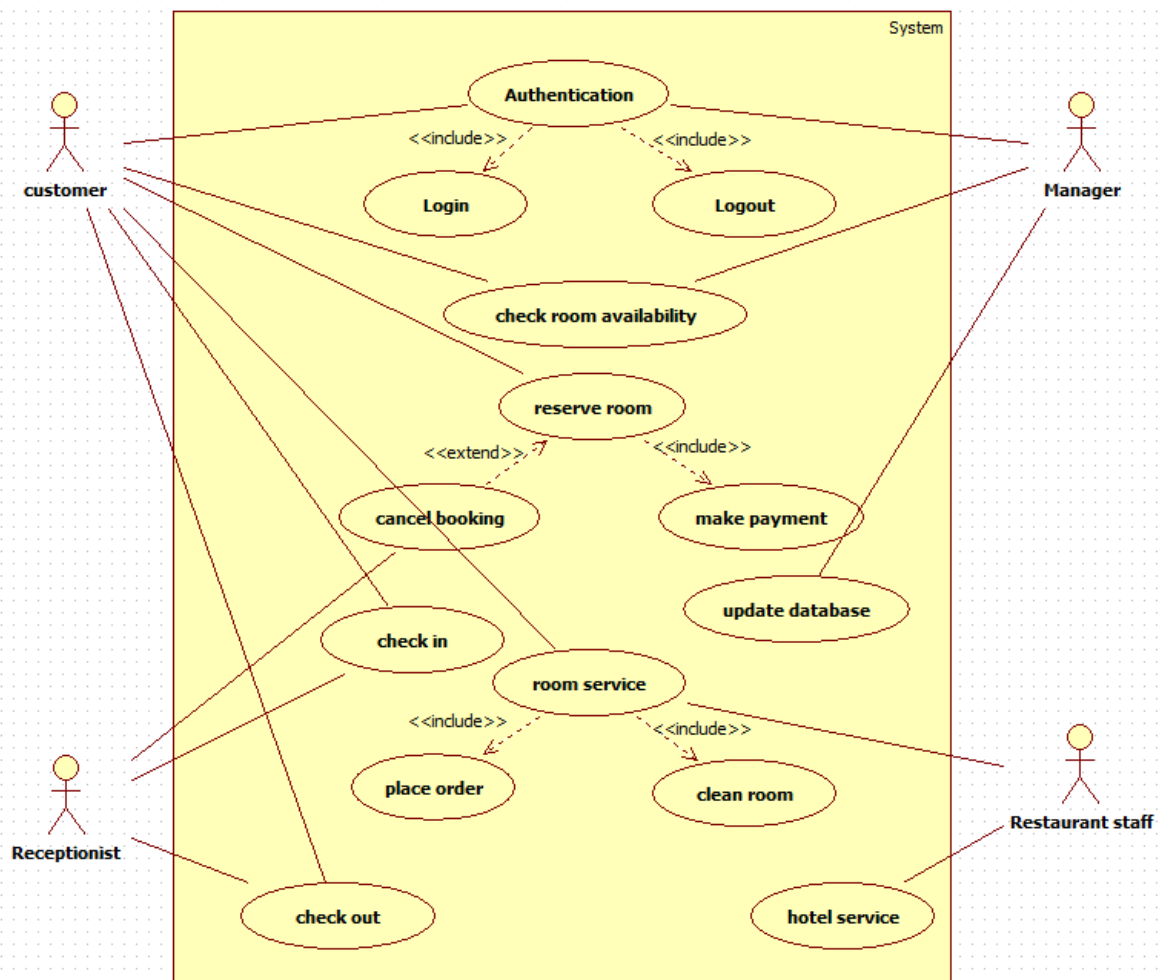 System
Authentication
<<include>>
<<include>>
customer
Manager
Login
Logout
check room availability
reserve room
<<extend>>
<<include>>
cancel booking
make payment
update database
check in
room service
<<include>>
<<include>>
place order
clean room
Restaurant staff
Receptionist
check out
hotel service